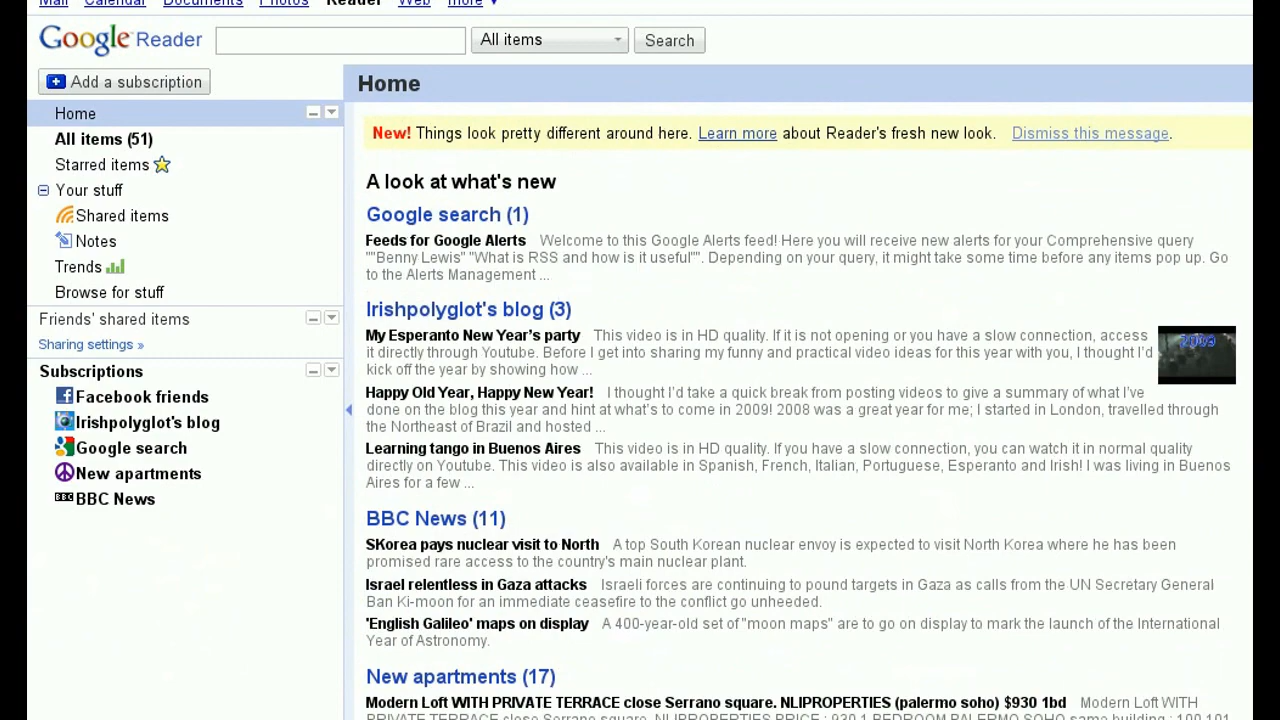 Mail Calendar Documents Photos Reader Web more ▼
Google Reader All items Search
Add a subscription
Home
Home
All items (51)
Starred items
Your stuff
Shared items
Notes
Trends
Browse for stuff
Friends' shared items
Sharing settings »
Subscriptions
Facebook friends
Irishpolyglot's blog
Google search
New apartments
BBC BBC News
New! Things look pretty different around here. Learn more about Reader's fresh new look. Dismiss this message.
A look at what's new
Google search (1)
Feeds for Google Alerts Welcome to this Google Alerts feed! Here you will receive new alerts for your Comprehensive query
""Benny Lewis" "What is RSS and how is it useful"". Depending on your query, it might take some time before any items pop up. Go
to the Alerts Management ...
Irishpolyglot's blog (3)
My Esperanto New Year's party This video is in HD quality. If it is not opening or you have a slow connection, access
it directly through Youtube. Before I get into sharing my funny and practical video ideas for this year with you, I thought I'd
kick off the year by showing how ...
2009
Happy Old Year, Happy New Year! I thought I'd take a quick break from posting videos to give a summary of what I've
done on the blog this year and hint at what's to come in 2009! 2008 was a great year for me; I started in London, travelled through
the Northeast of Brazil and hosted ...
Learning tango in Buenos Aires This video is in HD quality. If you have a slow connection, you can watch it in normal quality
directly on Youtube. This video is also available in Spanish, French, Italian, Portuguese, Esperanto and Irish! I was living in Buenos
Aires for a few ...
BBC News (11)
SKorea pays nuclear visit to North A top South Korean nuclear envoy is expected to visit North Korea where he has been
promised rare access to the country's main nuclear plant.
Israel relentless in Gaza attacks Israeli forces are continuing to pound targets in Gaza as calls from the UN Secretary General
Ban Ki-moon for an immediate ceasefire to the conflict go unheeded.
'English Galileo' maps on display A 400-year-old set of "moon maps" are to go on display to mark the launch of the International
Year of Astronomy.
New apartments (17)
Modern Loft WITH PRIVATE TERRACE close Serrano square. NLIPROPERTIES (palermo soho) $930 1bd Modern Loft WITH
PRIVATE TERRACE close Serrano square. NLIPROPERTIES PRICE : 930 1 BEDROOM PALERMO SOHO same building : 100 101